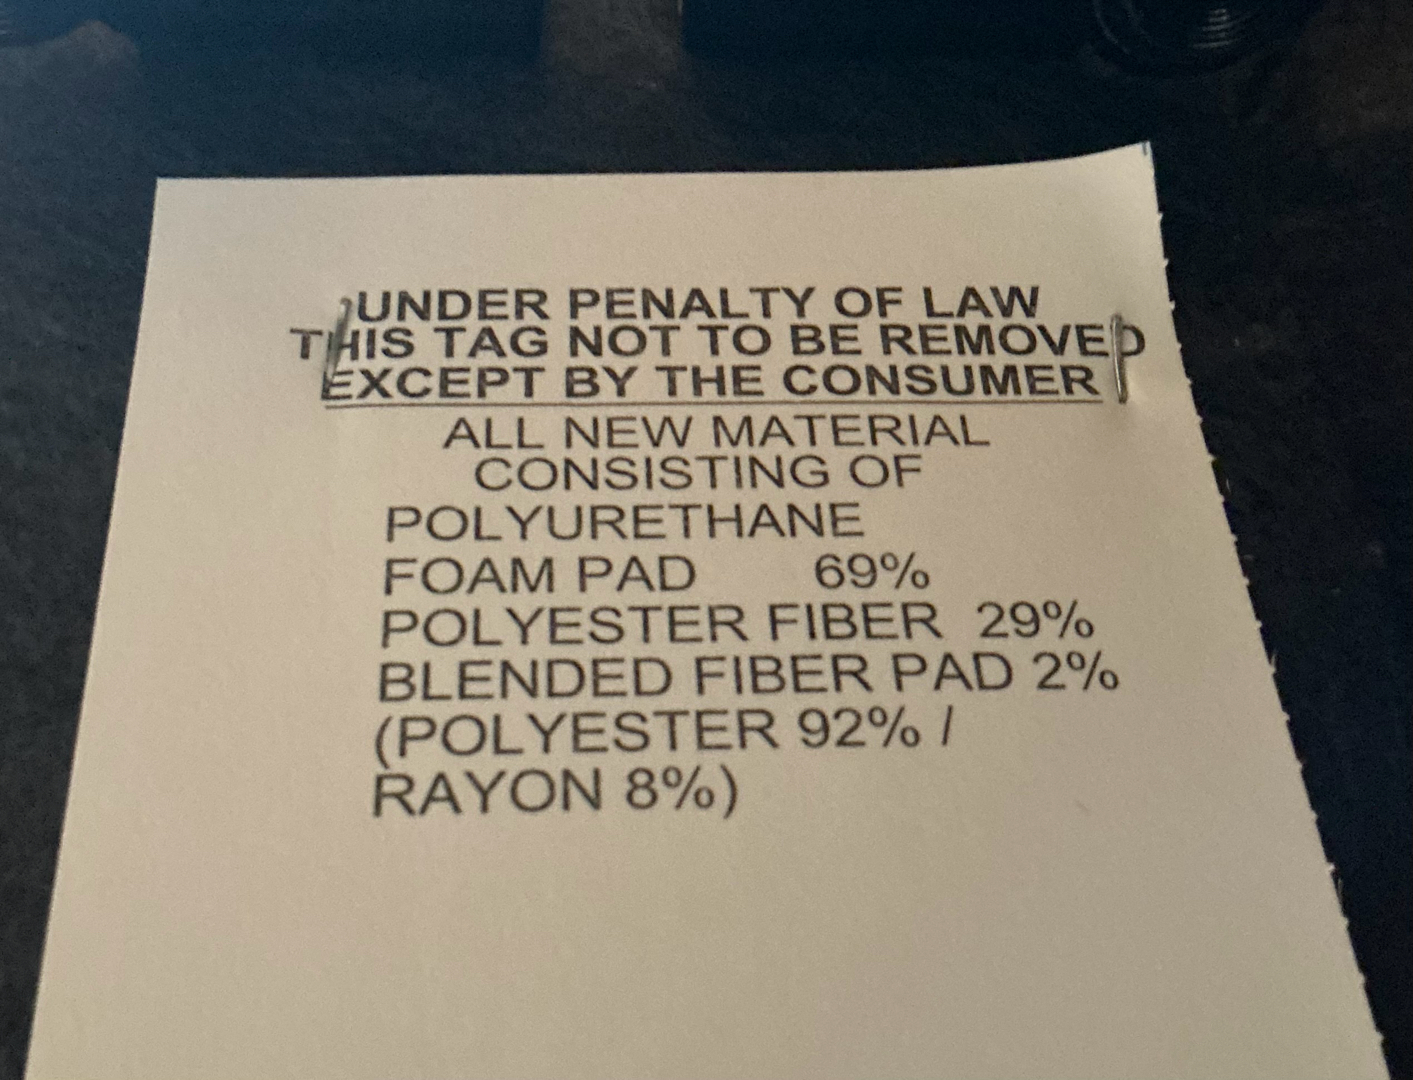 UNDER PENALTY OF LAW
THIS TAG NOT TO BE REMOVED
EXCEPT BY THE CONSUMER
ALL NEW MATERIAL
CONSISTING OF
POLYURETHANE
FOAM PAD 69%
POLYESTER FIBER 29%
BLENDED FIBER PAD 2%
(POLYESTER 92% /
RAYON 8%)